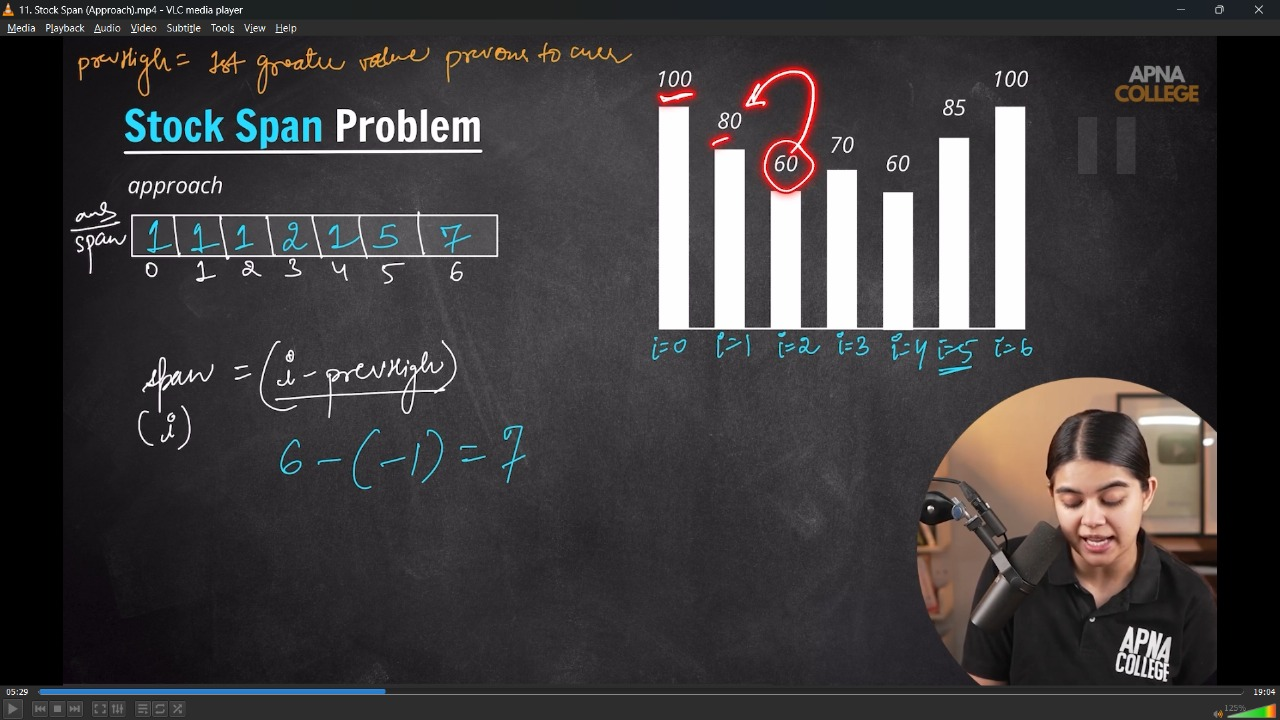 11. Stock Span (Approach).mp4 - VLC media player
Media Playback Audio Video Subtitle Tools View Help
prevHigh = 1st greater value previous to curr
Stock Span Problem
approach
ans
span
1 1 1 2 1 5 7
0 1 2 3 4 5 6
span = (i - prevHigh)
(i)
6 - (-1) = 7
100 80 60 70 60 85 100
i=0 i=1 i=2 i=3 i=4 i=5 i=6
APNA
COLLEGE
APNA
COLLEGE
05:29 19:04
125%